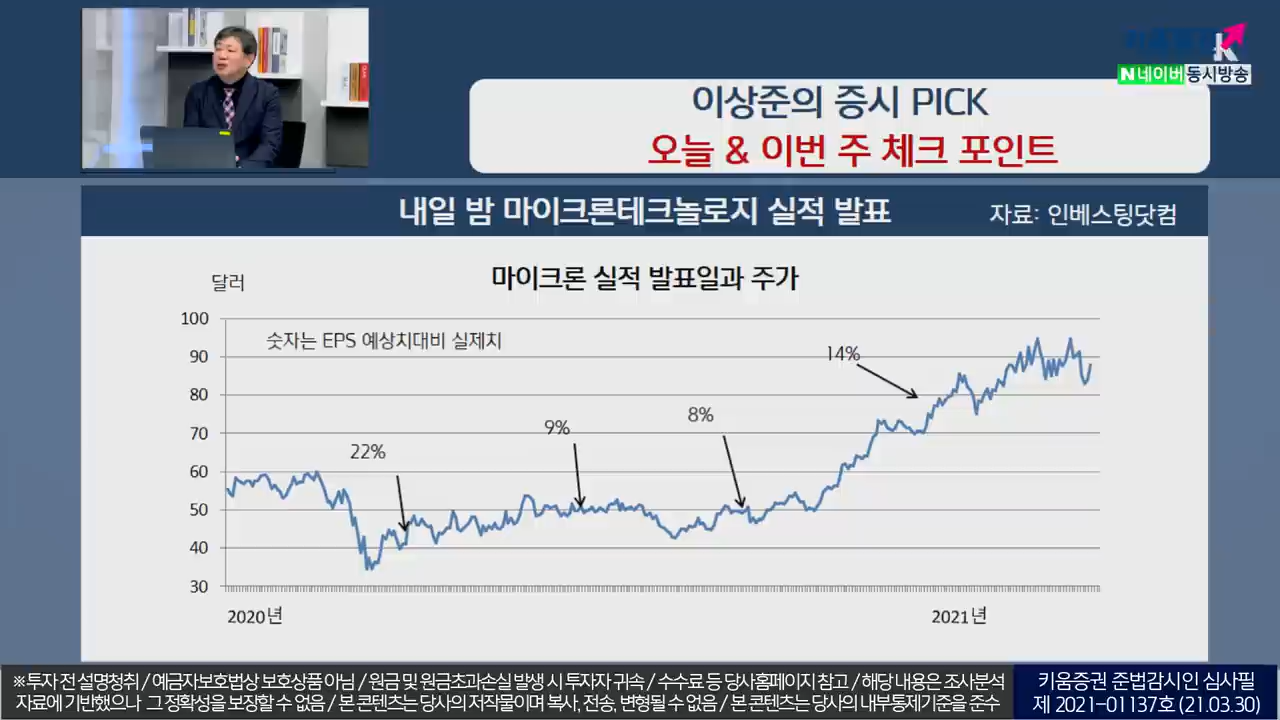 N네이버 동시방송
이상준의 증시 PICK
오늘 & 이번 주 체크 포인트
내일 밤 마이크론테크놀로지 실적 발표
자료: 인베스팅닷컴
달러
마이크론 실적 발표일과 주가
숫자는 EPS 예상치대비 실제치
100
90
80
70
60
50
40
30
22%
9%
8%
14%
2020년
2021년
※투자 전 설명청취 / 예금자보호법상 보호상품 아님 / 원금 및 원금초과손실 발생 시 투자자 귀속 / 수수료 등 당사홈페이지 참고 / 해당 내용은 조사분석
자료에 기반했으나 그 정확성을 보장할 수 없음 / 본 콘텐츠는 당사의 저작물이며 복사, 전송, 변형될 수 없음 / 본 콘텐츠는 당사의 내부통제기준을 준수
키움증권 준법감시인 심사필
제 2021-01137호 (21.03.30)